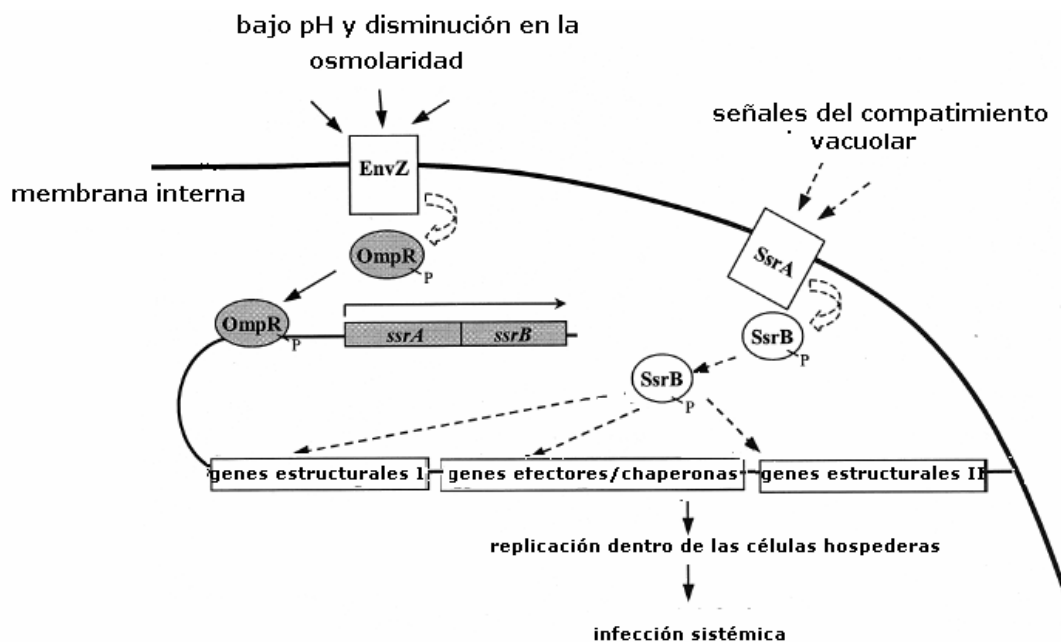 bajo pH y disminución en la
osmolaridad
señales del compatimiento
vacuolar
EnvZ
membrana interna
OmpR
P
SsrA
OmpR
P
ssrA ssrB
SsrB
P
SsrB
P
genes estructurales I genes efectores/chaperonas genes estructurales II
replicación dentro de las células hospederas
infección sistémica